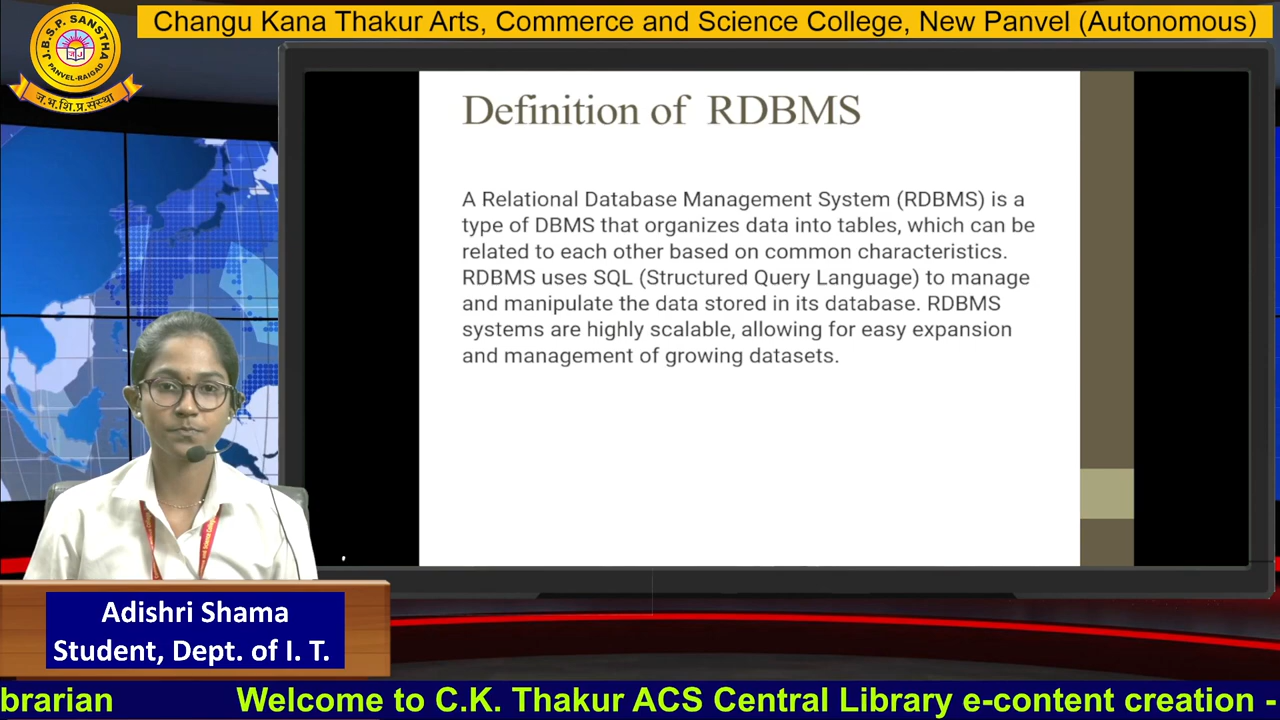 Changu Kana Thakur Arts, Commerce and Science College, New Panvel (Autonomous)
J.B.S.P. SANSTHA
PANVEL-RAIGAD
ज.भ.शि.प्र.संस्था
Definition of RDBMS
A Relational Database Management System (RDBMS) is a
type of DBMS that organizes data into tables, which can be
related to each other based on common characteristics.
RDBMS uses SQL (Structured Query Language) to manage
and manipulate the data stored in its database. RDBMS
systems are highly scalable, allowing for easy expansion
and management of growing datasets.
Adishri Shama
Student, Dept. of I. T.
brarian Welcome to C.K. Thakur ACS Central Library e-content creation -